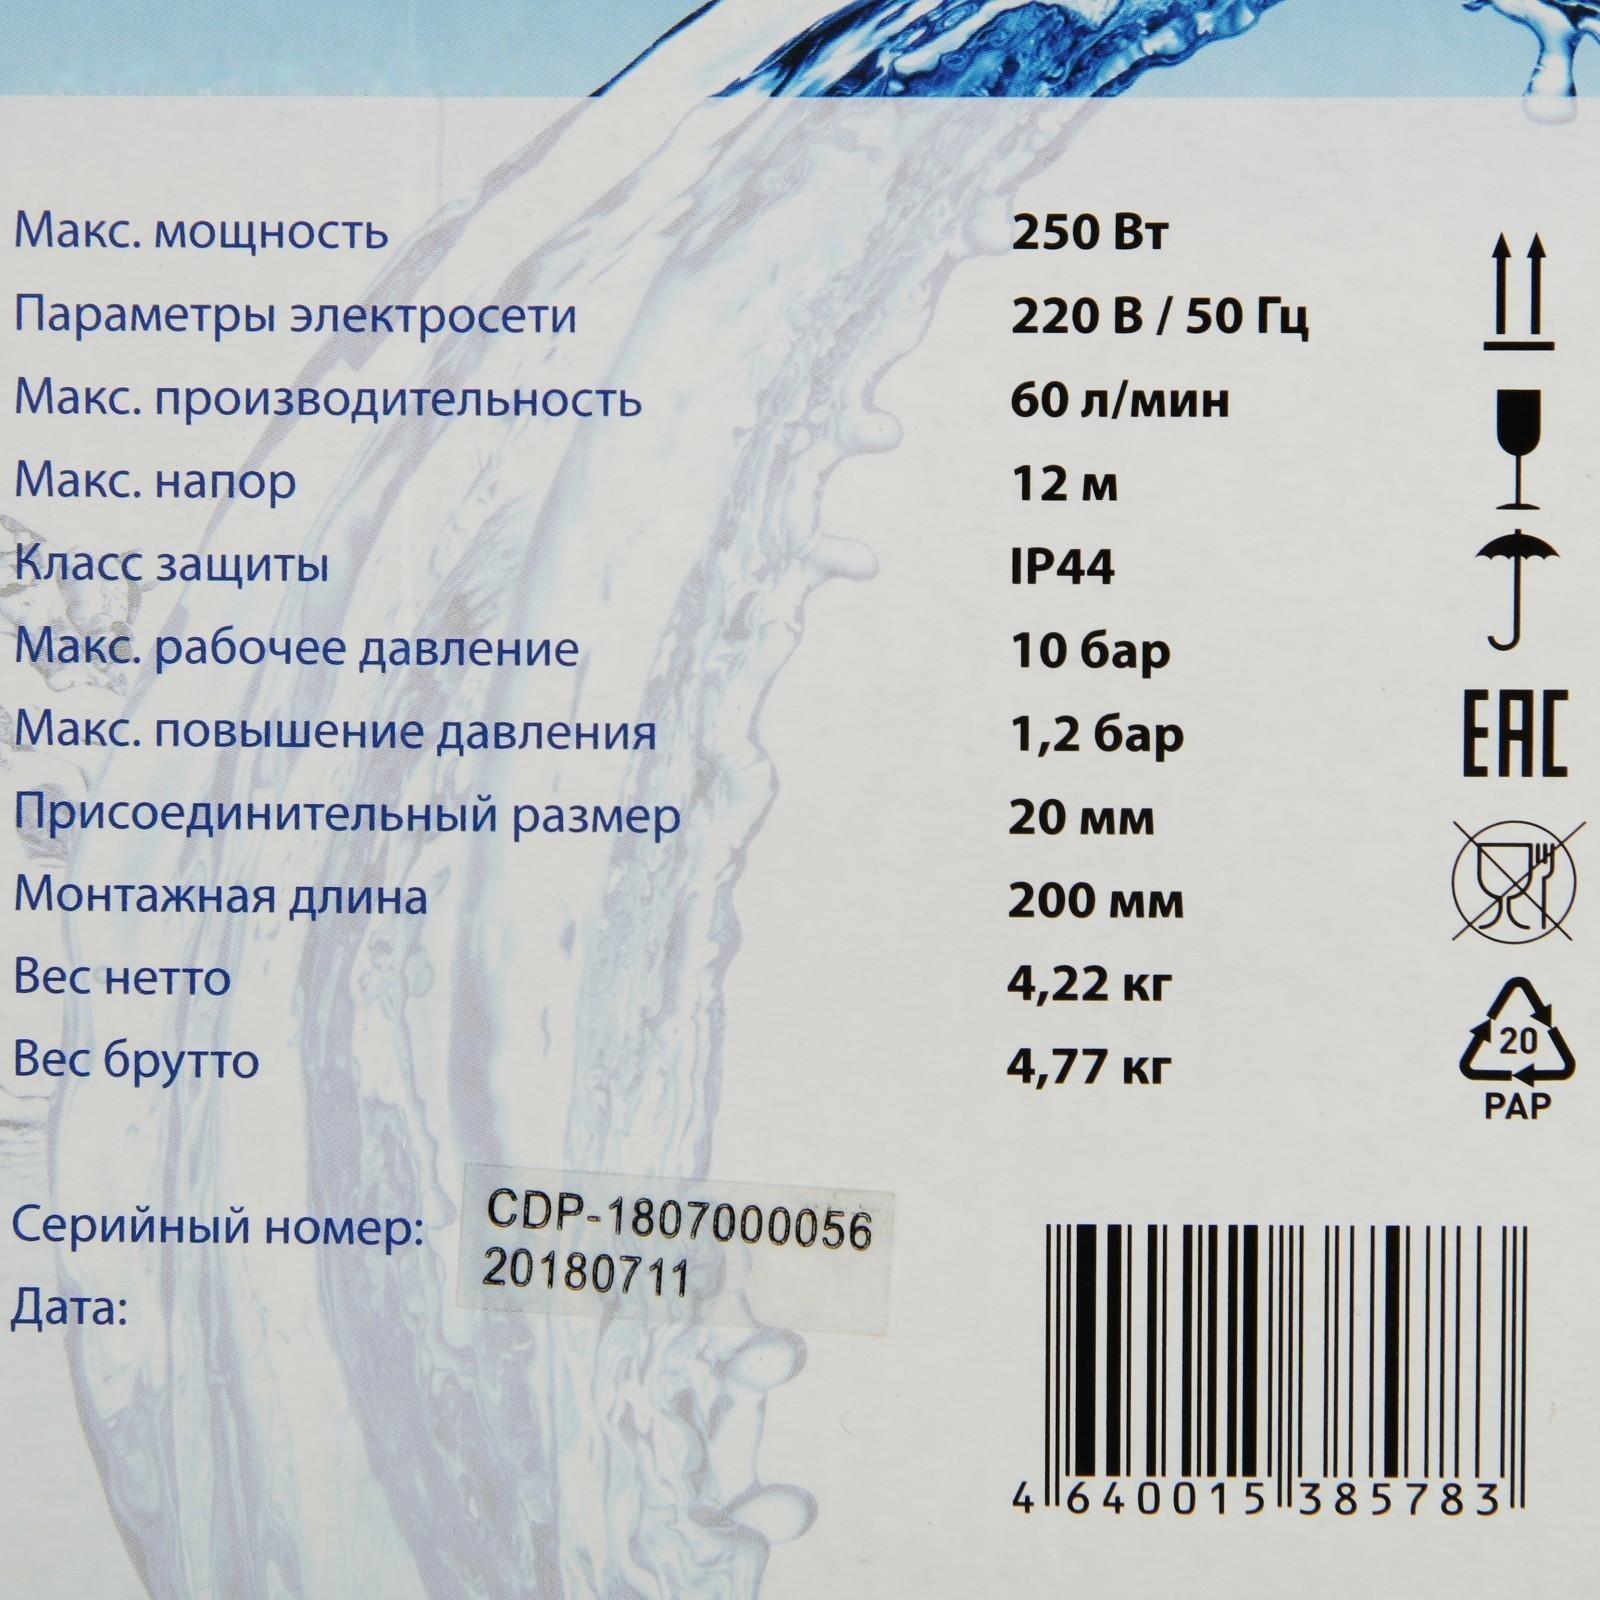 Макс. мощность 250 Вт
Параметры электросети 220 В / 50 Гц
Макс. производительность 60 л/мин
Макс. напор 12 м
Класс защиты IP44
Макс. рабочее давление 10 бар
Макс. повышение давления 1,2 бар
Присоединительный размер 20 мм
Монтажная длина 200 мм
Вес нетто 4,22 кг
Вес брутто 4,77 кг
EAC
20
PAP
Серийный номер: CDP-1807000056
Дата: 20180711
4 640015 385783